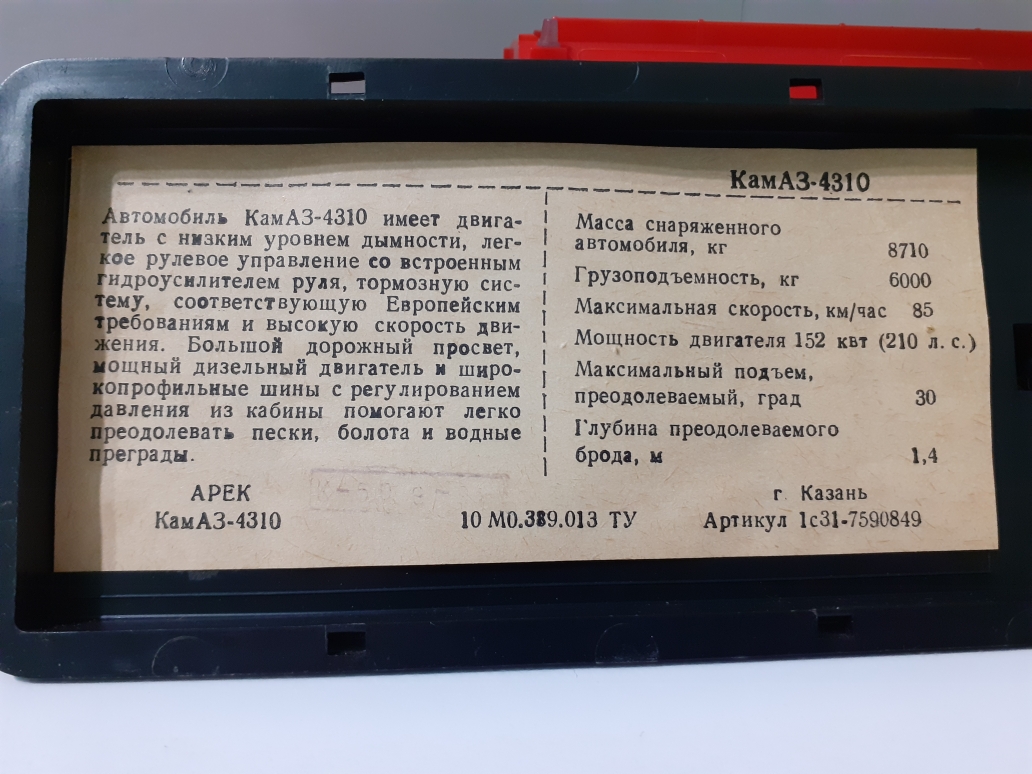 КамАЗ-4310
Автомобиль КамАЗ-4310 имеет двига-
тель с низким уровнем дымности, лег-
кое рулевое управление со встроенным
гидроусилителем руля, тормозную сис-
тему, соответствующую Европейским
требованиям и высокую скорость дви-
жения. Большой дорожный просвет,
мощный дизельный двигатель и широ-
копрофильные шины с регулированием
давления из кабины помогают легко
преодолевать пески, болота и водные
преграды.
Масса снаряженного
автомобиля, кг 8710
Грузоподъемность, кг 6000
Максимальная скорость, км/час 85
Мощность двигателя 152 квт (210 л. с.)
Максимальный подъем,
преодолеваемый, град 30
Глубина преодолеваемого
брода, м 1,4
АРЕК
КамАЗ-4310
10 М0.389.013 ТУ
г. Казань
Артикул 1с31-7590849